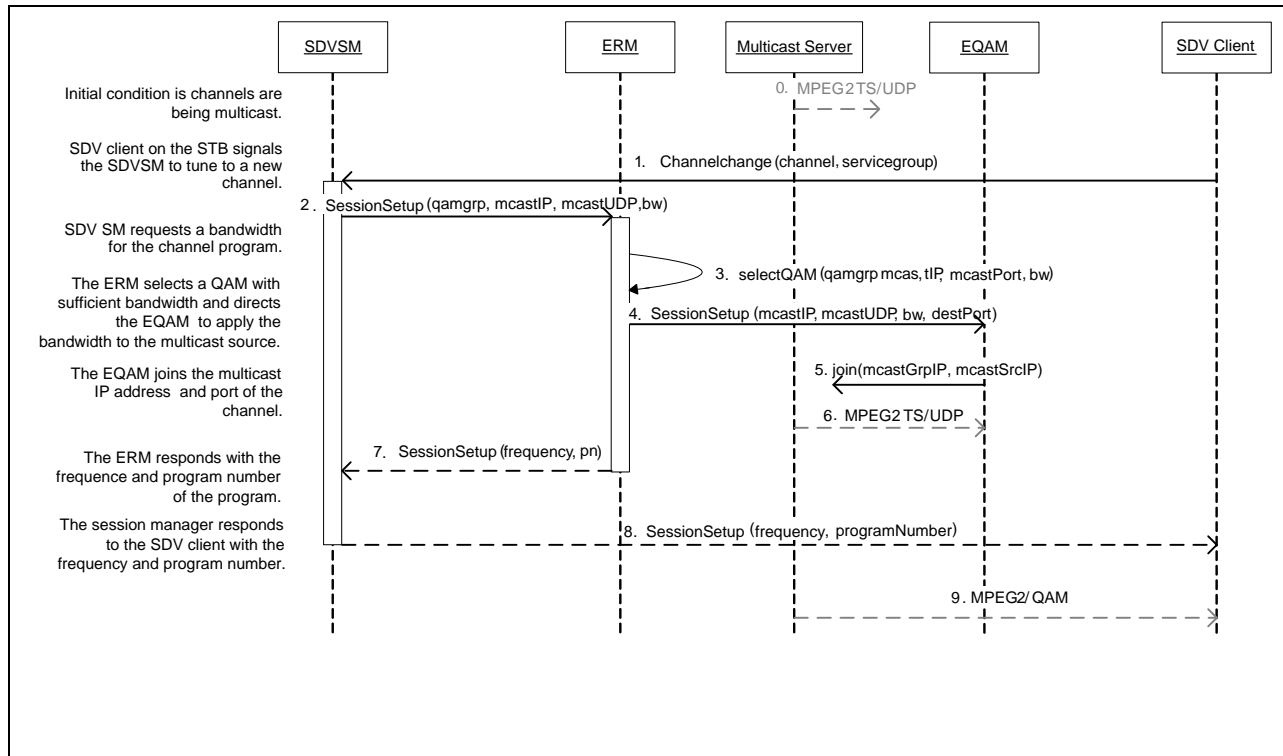 SDVSM
ERM
Multicast Server
EQAM
SDV Client
Initial condition is channels are
being multicast.
0. MPEG2TS/UDP
SDV client on the STB signals
the SDVSM to tune to a new
channel.
1. Channelchange (channel, servicegroup)
2. SessionSetup (qamgrp, mcastIP, mcastUDP,bw)
SDV SM requests a bandwidth
for the channel program.
3. selectQAM (qamgrp mcas, tIP, mcastPort, bw)
The ERM selects a QAM with
sufficient bandwidth and directs
the EQAM to apply the
bandwidth to the multicast source.
4. SessionSetup (mcastIP, mcastUDP, bw, destPort)
The EQAM joins the multicast
IP address and port of the
channel.
5. join(mcastGrpIP, mcastSrcIP)
6. MPEG2 TS/UDP
7. SessionSetup (frequency, pn)
The ERM responds with the
frequence and program number
of the program.
The session manager responds
to the SDV client with the
frequency and program number.
8. SessionSetup (frequency, programNumber)
9. MPEG2/QAM